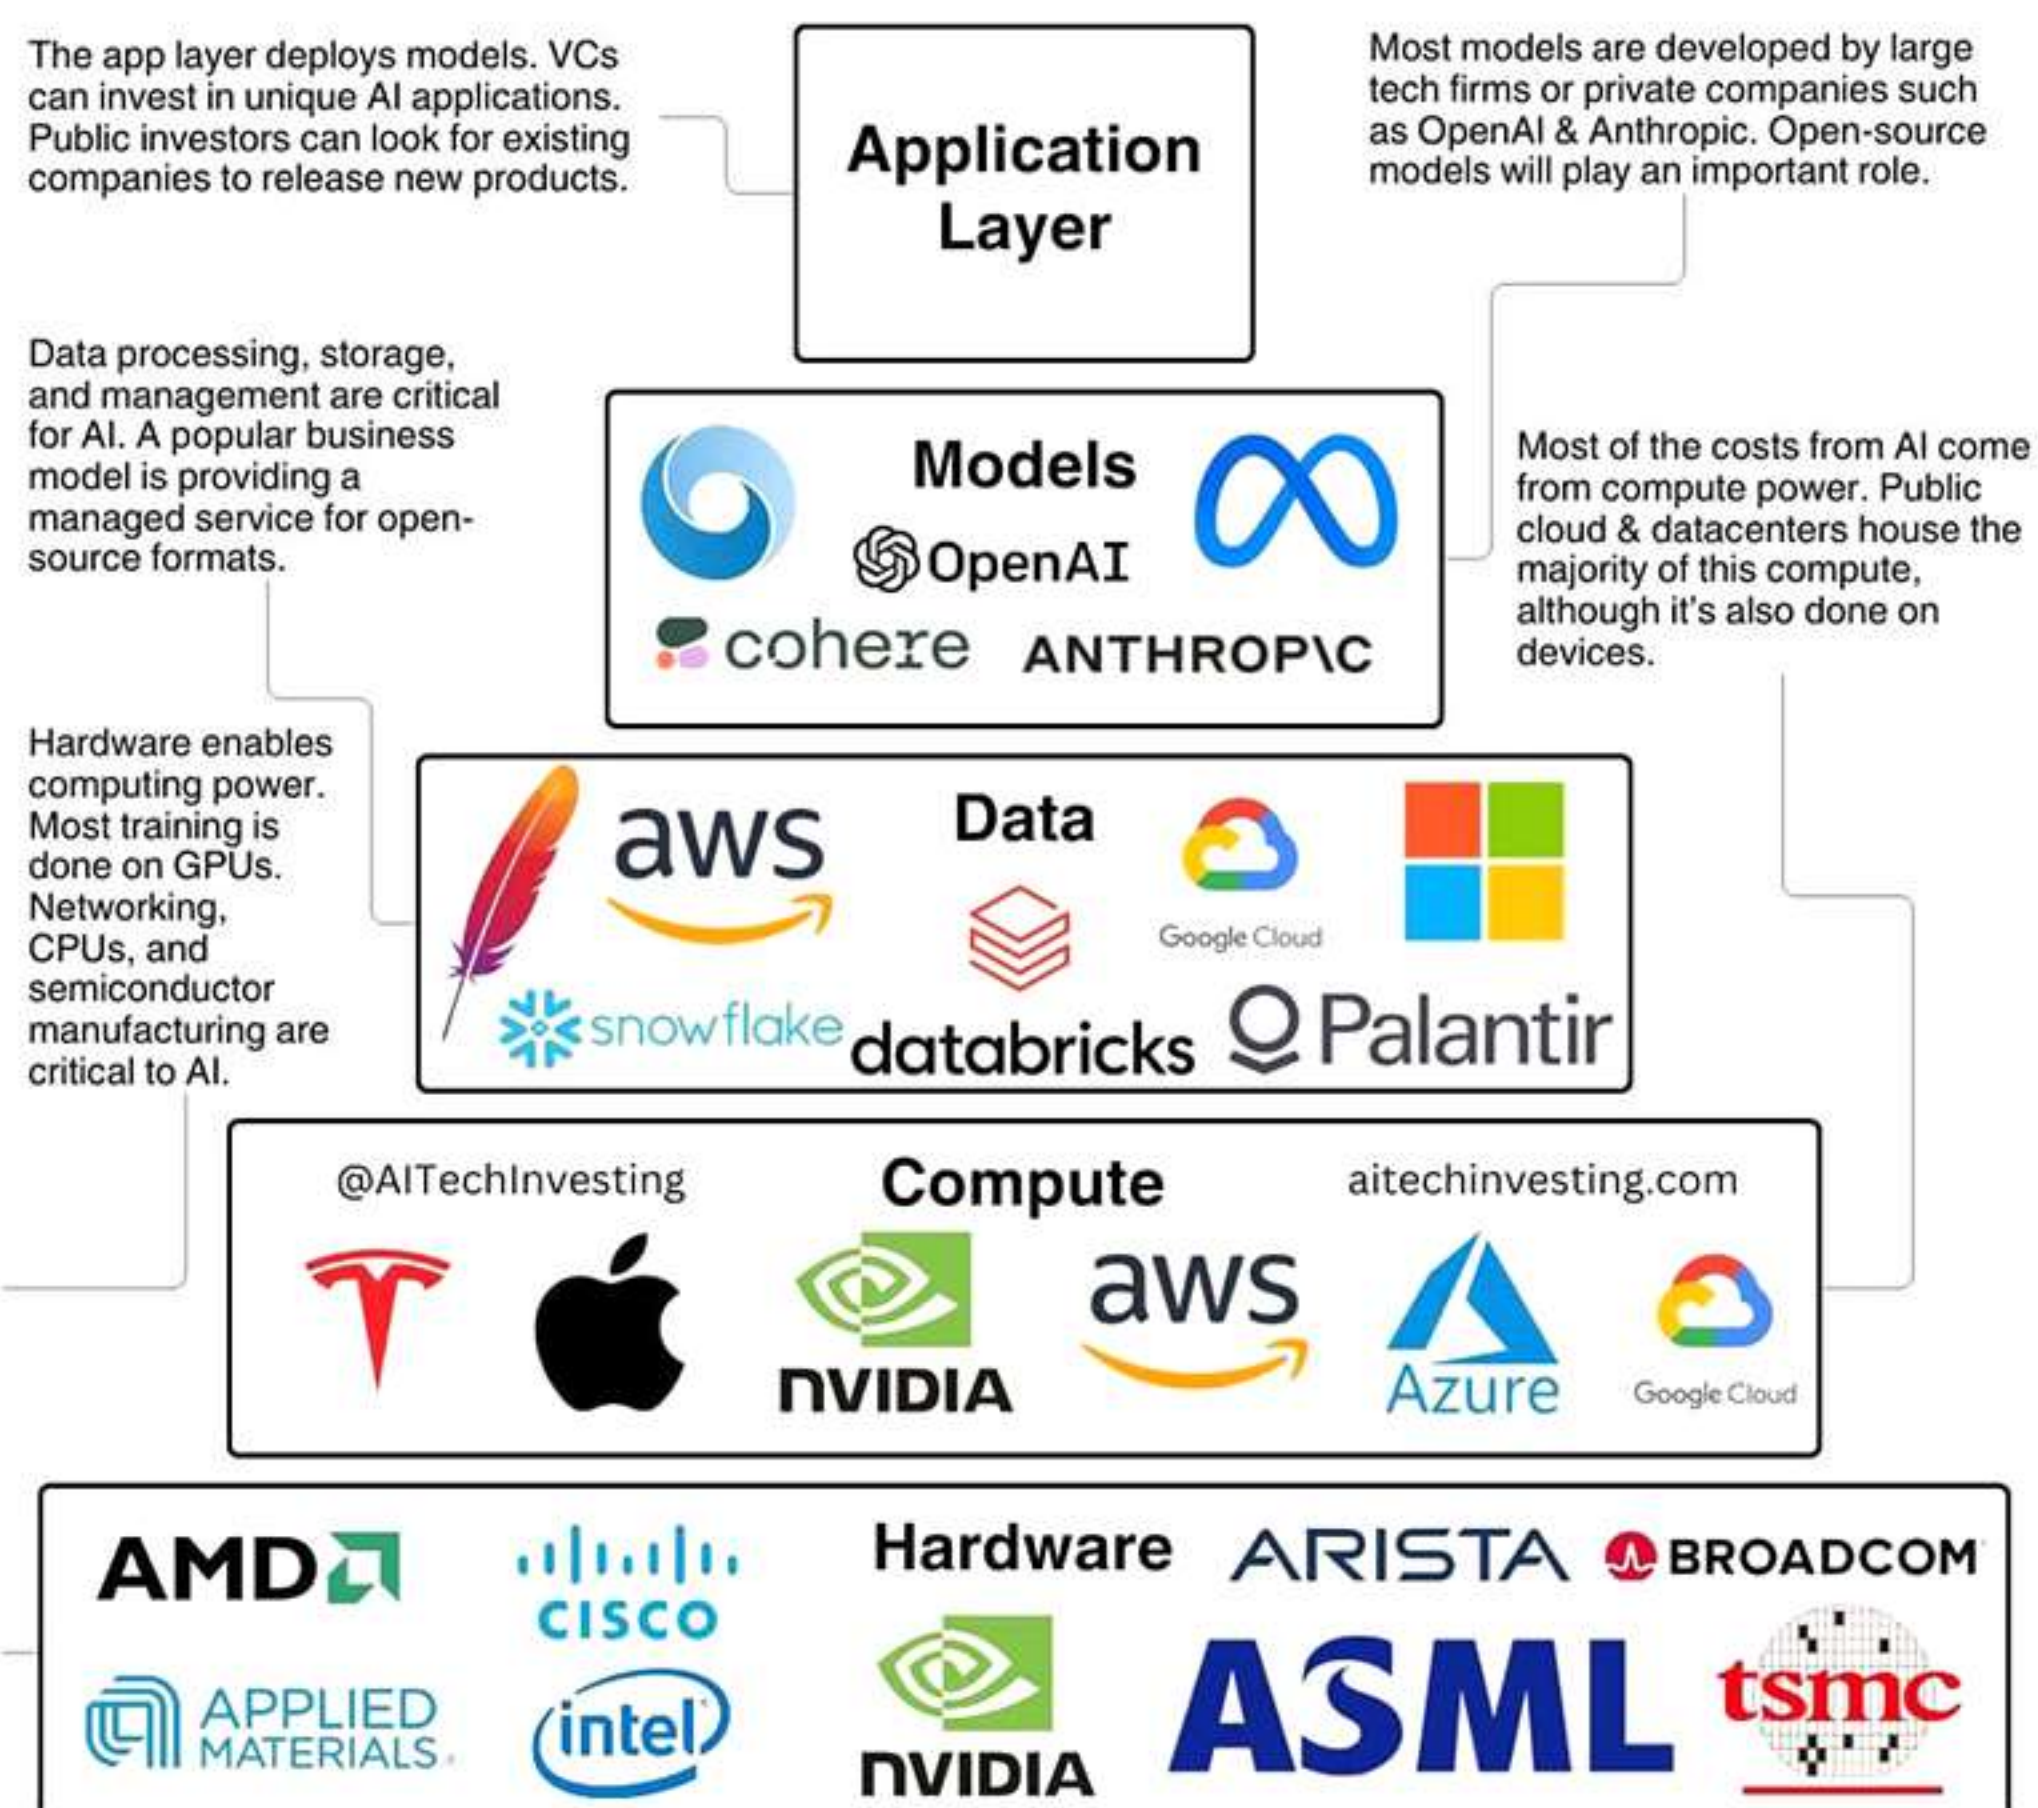 The app layer deploys models. VCs
can invest in unique AI applications.
Public investors can look for existing
companies to release new products.
Application
Layer
Most models are developed by large
tech firms or private companies such
as OpenAI & Anthropic. Open-source
models will play an important role.
Data processing, storage,
and management are critical
for AI. A popular business
model is providing a
managed service for open-
source formats.
Models
OpenAI
cohere
ANTHROP\C
Most of the costs from AI come
from compute power. Public
cloud & datacenters house the
majority of this compute,
although it's also done on
devices.
Hardware enables
computing power.
Most training is
done on GPUs.
Networking,
CPUs, and
semiconductor
manufacturing are
critical to AI.
aws
Data
Google Cloud
snowflake
databricks
Palantir
@AITechInvesting
Compute
aitechinvesting.com
nVIDIA
aws
Azure
Google Cloud
AMD
CISCO
Hardware
ARISTA
BROADCOM
APPLIED
MATERIALS
intel
nVIDIA
ASML
tsmc